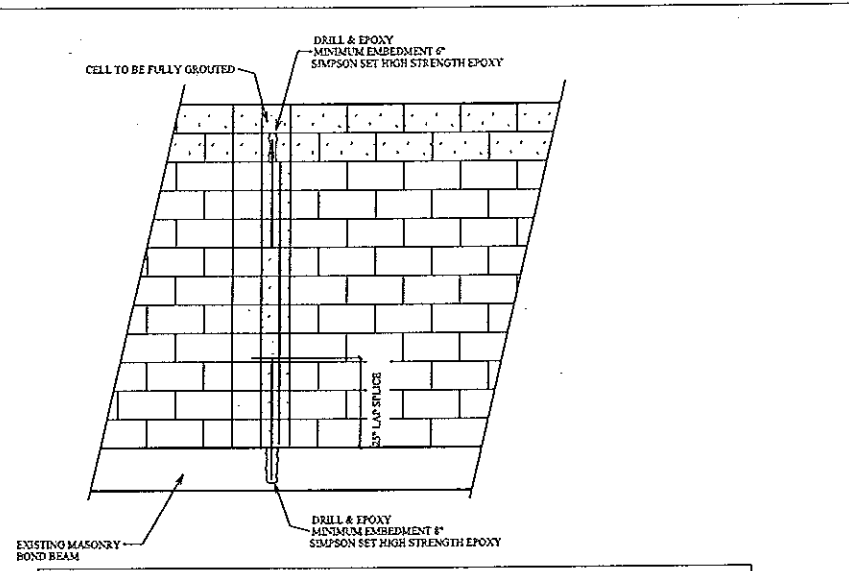 DRILL & EPOXY
MINIMUM EMBEDMENT 6"
SIMPSON SET HIGH STRENGTH EPOXY
CELL TO BE FULLY GROUTED
25" LAP SPLICE
DRILL & EPOXY
MINIMUM EMBEDMENT 8"
SIMPSON SET HIGH STRENGTH EPOXY
EXISTING MASONRY
BOND BEAM